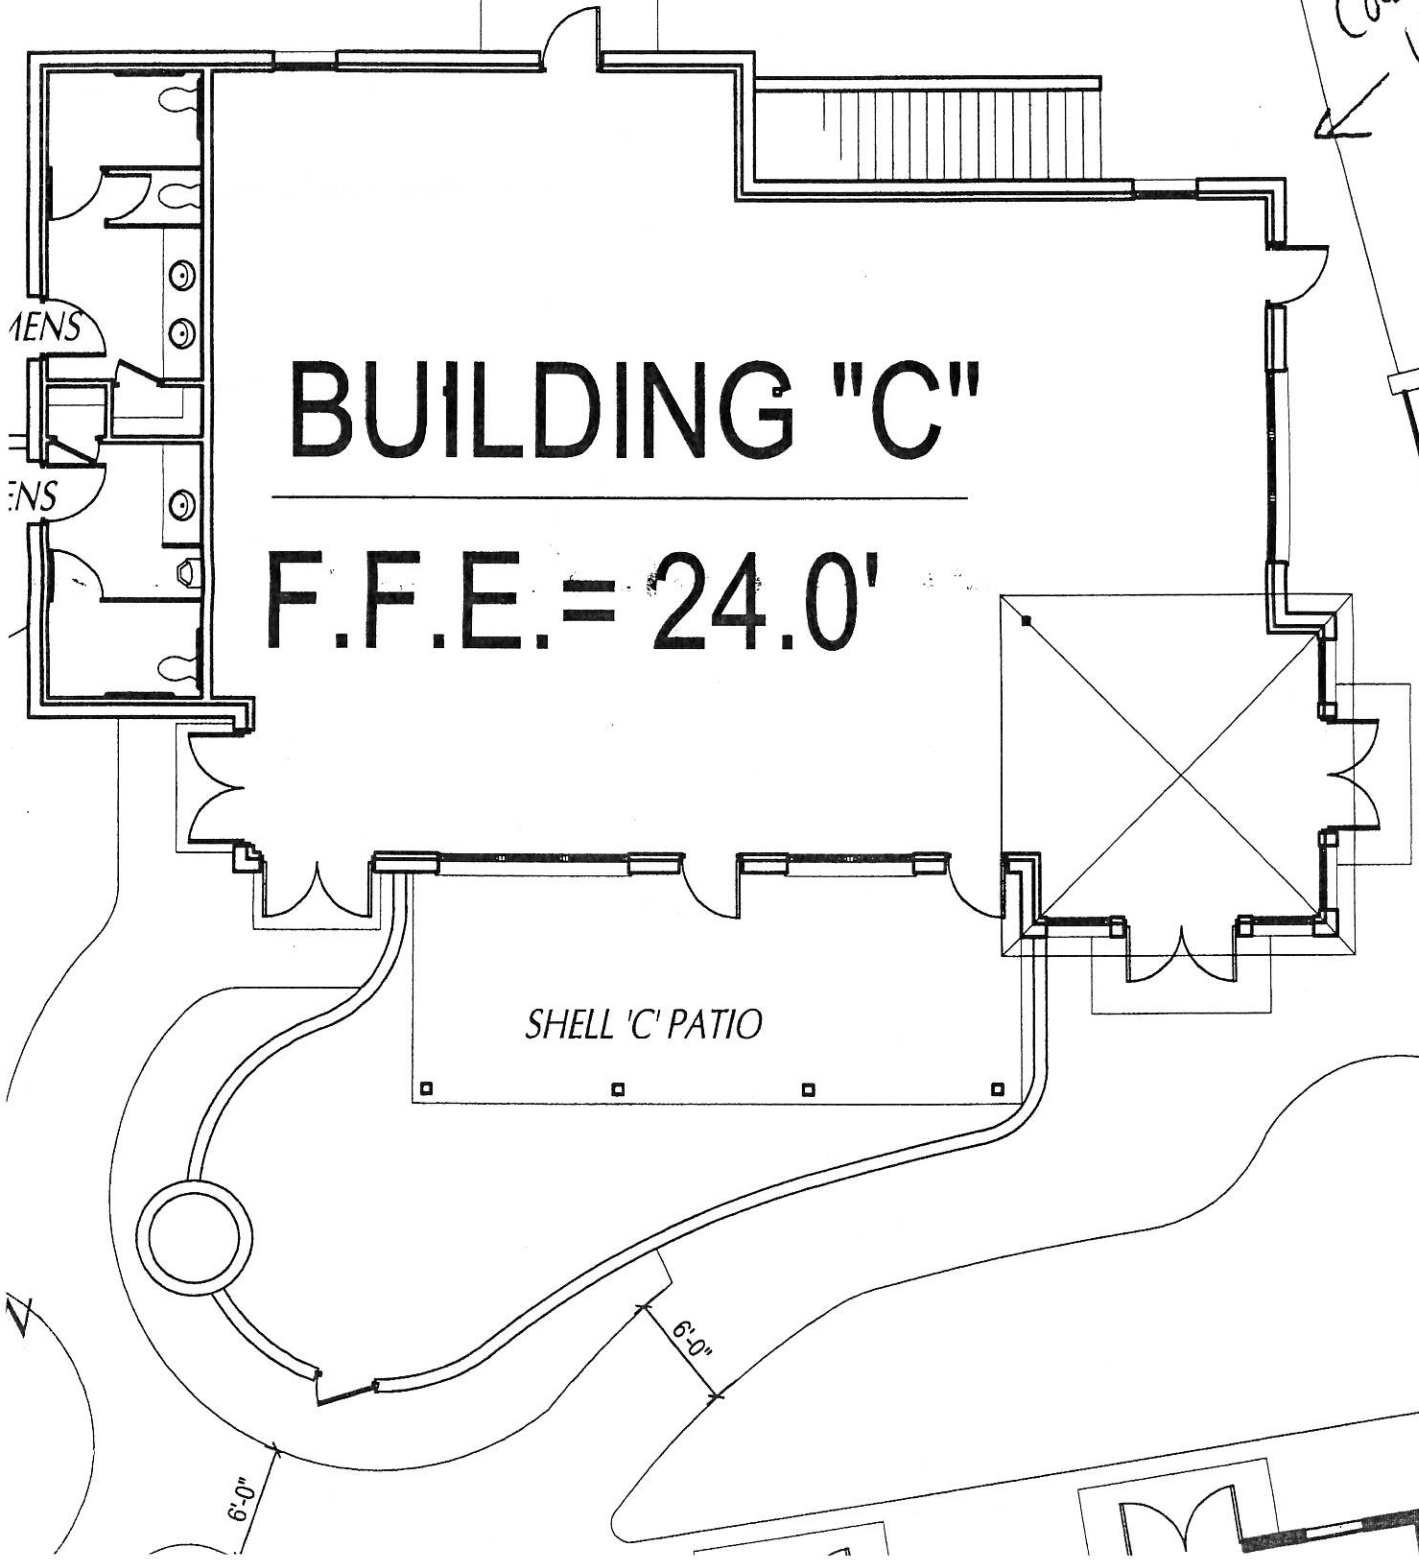 BUILDING "C"
F.F.E.= 24.0'
SHELL 'C' PATIO
6'-0"
6'-0"